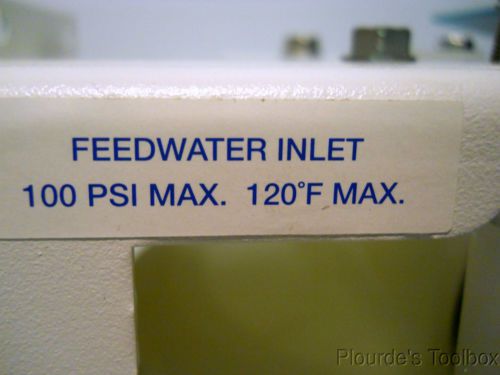 FEEDWATER INLET
100 PSI MAX. 120°F MAX.
Plourde's Toolbox